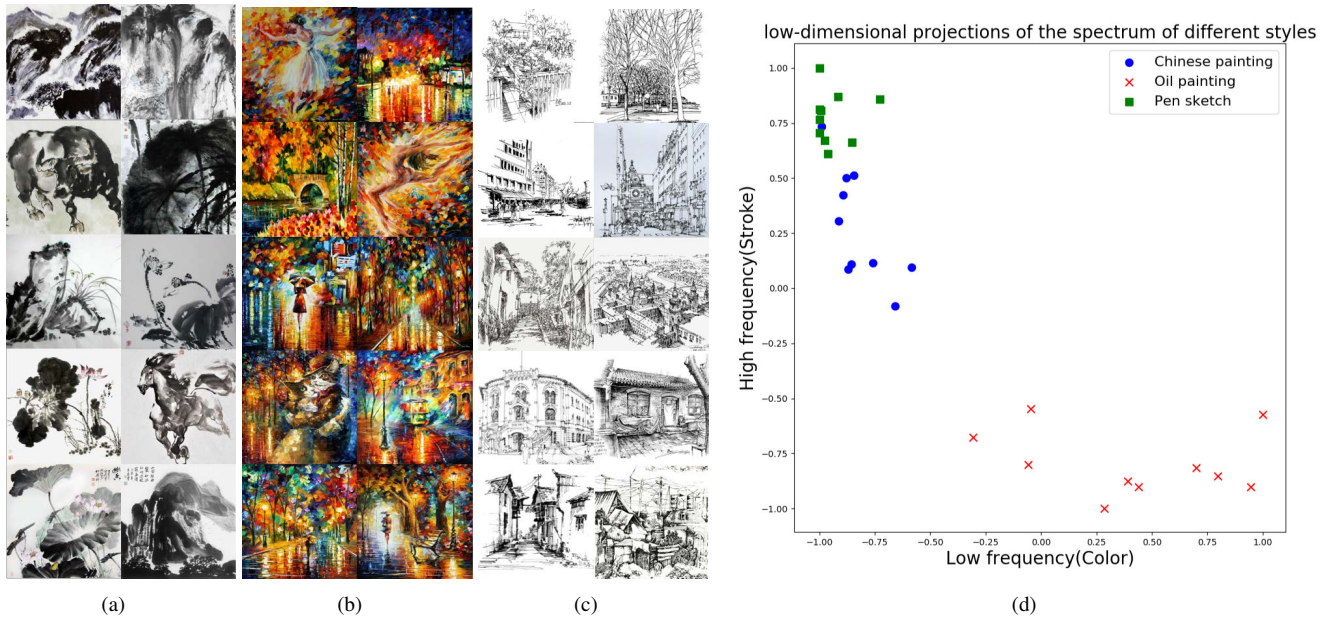 low-dimensional projections of the spectrum of different styles
Chinese painting
Oil painting
Pen sketch
High frequency(Stroke)
1.00
0.75
0.50
0.25
0.00
−0.25
−0.50
−0.75
−1.00
−1.00 −0.75 −0.50 −0.25 0.00 0.25 0.50 0.75 1.00
Low frequency(Color)
(a) (b) (c) (d)